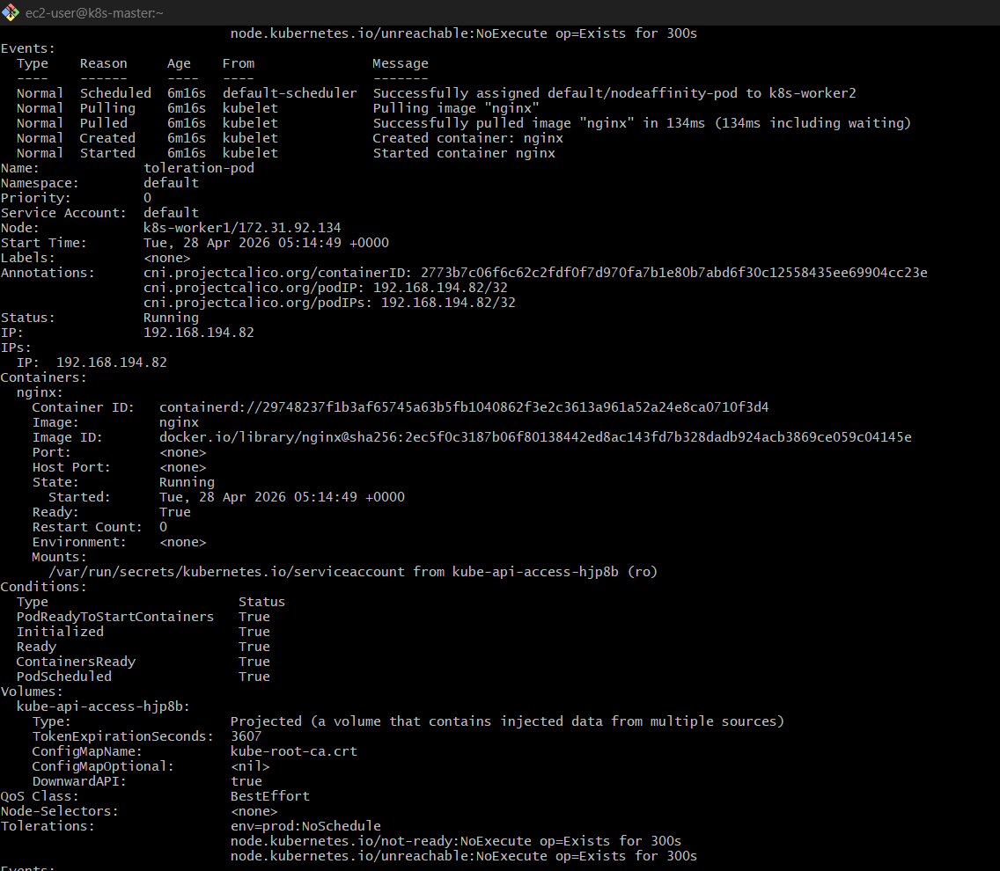 ec2-user@k8s-master:~
node.kubernetes.io/unreachable:NoExecute op=Exists for 300s
Events:
  Type    Reason     Age    From               Message
  ----    ------     ----   ----               -------
  Normal  Scheduled  6m16s  default-scheduler  Successfully assigned default/nodeaffinity-pod to k8s-worker2
  Normal  Pulling    6m16s  kubelet            Pulling image "nginx"
  Normal  Pulled     6m16s  kubelet            Successfully pulled image "nginx" in 134ms (134ms including waiting)
  Normal  Created    6m16s  kubelet            Created container: nginx
  Normal  Started    6m16s  kubelet            Started container nginx
Name:             toleration-pod
Namespace:        default
Priority:         0
Service Account:  default
Node:             k8s-worker1/172.31.92.134
Start Time:       Tue, 28 Apr 2026 05:14:49 +0000
Labels:           <none>
Annotations:      cni.projectcalico.org/containerID: 2773b7c06f6c62c2fdf0f7d970fa7b1e80b7abd6f30c12558435ee69904cc23e
                  cni.projectcalico.org/podIP: 192.168.194.82/32
                  cni.projectcalico.org/podIPs: 192.168.194.82/32
Status:           Running
IP:               192.168.194.82
IPs:
  IP:  192.168.194.82
Containers:
  nginx:
    Container ID:   containerd://29748237f1b3af65745a63b5fb1040862f3e2c3613a961a52a24e8ca0710f3d4
    Image:          nginx
    Image ID:       docker.io/library/nginx@sha256:2ec5f0c3187b06f80138442ed8ac143fd7b328dadb924acb3869ce059c04145e
    Port:           <none>
    Host Port:      <none>
    State:          Running
      Started:      Tue, 28 Apr 2026 05:14:49 +0000
    Ready:          True
    Restart Count:  0
    Environment:    <none>
    Mounts:
      /var/run/secrets/kubernetes.io/serviceaccount from kube-api-access-hjp8b (ro)
Conditions:
  Type                        Status
  PodReadyToStartContainers   True
  Initialized                 True
  Ready                       True
  ContainersReady             True
  PodScheduled                True
Volumes:
  kube-api-access-hjp8b:
    Type:                    Projected (a volume that contains injected data from multiple sources)
    TokenExpirationSeconds:  3607
    ConfigMapName:           kube-root-ca.crt
    ConfigMapOptional:       <nil>
    DownwardAPI:             true
QoS Class:                   BestEffort
Node-Selectors:              <none>
Tolerations:                 env=prod:NoSchedule
                             node.kubernetes.io/not-ready:NoExecute op=Exists for 300s
                             node.kubernetes.io/unreachable:NoExecute op=Exists for 300s
Events: